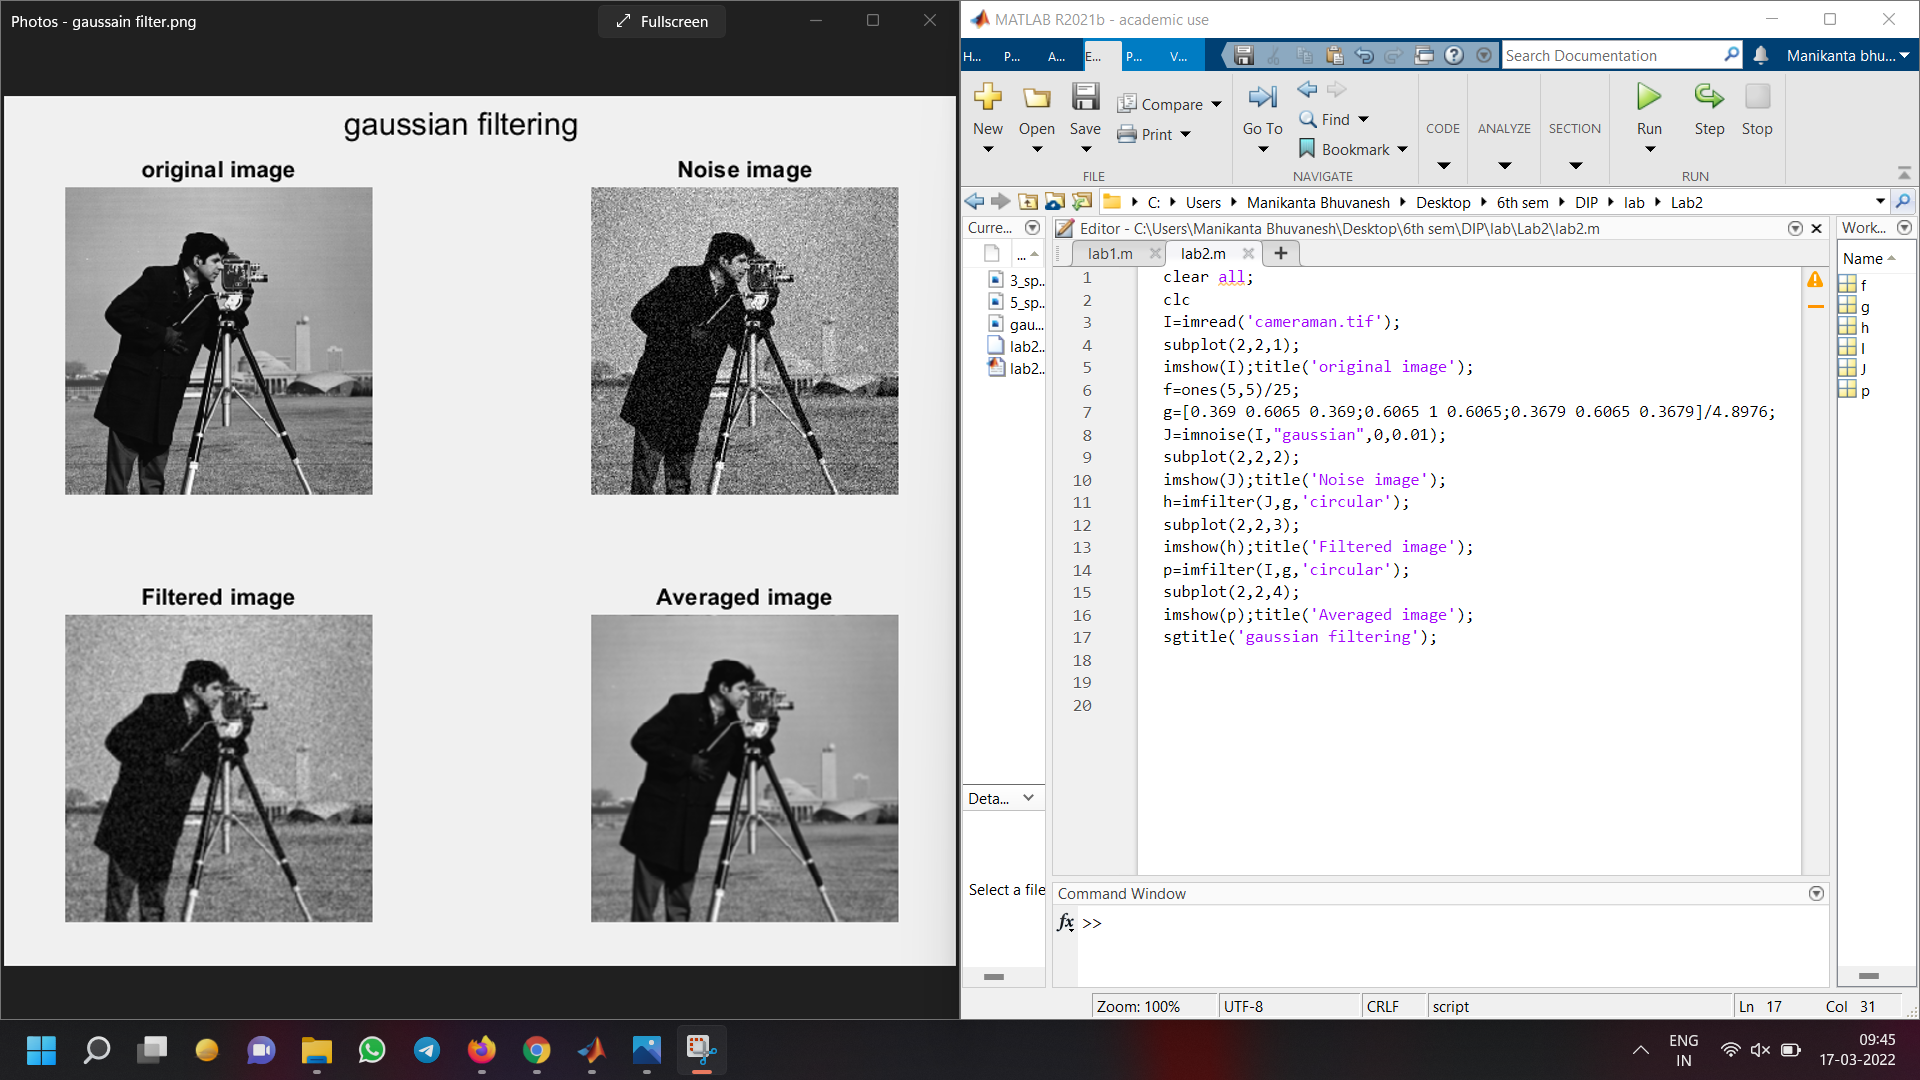 Photos - gaussain filter.png
Fullscreen
gaussian filtering
original image
Noise image
Filtered image
Averaged image
MATLAB R2021b - academic use
H... P... A... E... P... V...
Search Documentation
Manikanta bhu...
New
Open
Save
Compare
Print
FILE
Go To
Find
Bookmark
NAVIGATE
CODE
ANALYZE
SECTION
Run
Step
Stop
RUN
C: Users Manikanta Bhuvanesh Desktop 6th sem DIP lab Lab2
Curre...
...
3_sp...
5_sp...
gau...
lab2...
lab2...
Deta...
Select a file
Editor - C:\Users\Manikanta Bhuvanesh\Desktop\6th sem\DIP\lab\Lab2\lab2.m
lab1.m
lab2.m
1 clear all;
2 clc
3 I=imread('cameraman.tif');
4 subplot(2,2,1);
5 imshow(I);title('original image');
6 f=ones(5,5)/25;
7 g=[0.369 0.6065 0.369;0.6065 1 0.6065;0.3679 0.6065 0.3679]/4.8976;
8 J=imnoise(I,"gaussian",0,0.01);
9 subplot(2,2,2);
10 imshow(J);title('Noise image');
11 h=imfilter(J,g,'circular');
12 subplot(2,2,3);
13 imshow(h);title('Filtered image');
14 p=imfilter(I,g,'circular');
15 subplot(2,2,4);
16 imshow(p);title('Averaged image');
17 sgtitle('gaussian filtering');
18
19
20
Command Window
fx >>
Work...
Name
f
g
h
I
J
p
Zoom: 100%
UTF-8
CRLF
script
Ln 17
Col 31
ENG
IN
09:45
17-03-2022